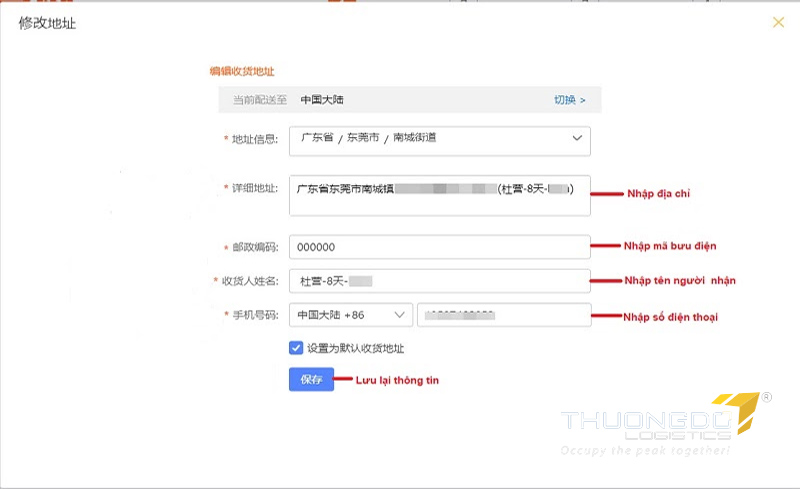 修改地址
编辑收货地址
当前配送至 中国大陆 切换 >
* 地址信息: 广东省 / 东莞市 / 南城街道
* 详细地址: 广东省东莞市南城镇 (杜营-8天- ) Nhập địa chỉ
* 邮政编码: 000000 Nhập mã bưu điện
* 收货人姓名: 杜营-8天- Nhập tên người nhận
* 手机号码: 中国大陆 +86 Nhập số điện thoại
设置为默认收货地址
保存 Lưu lại thông tin
THUONGDO ®
LOGISTICS
Occupy the peak together!